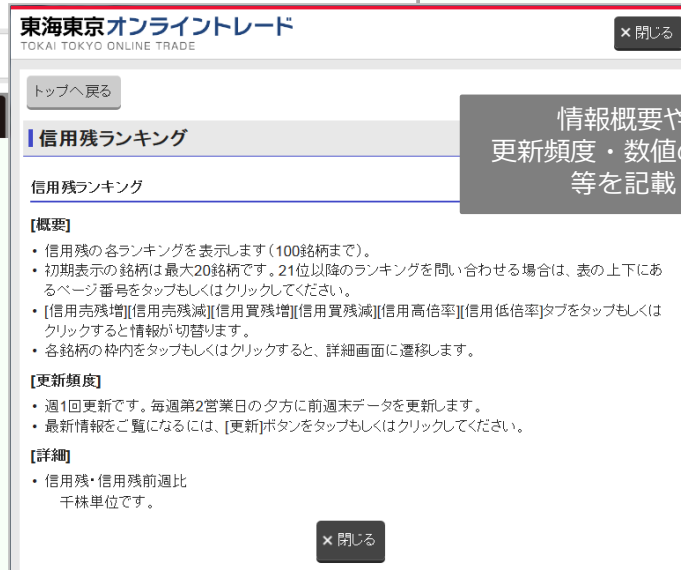 東海東京オンライントレード
TOKAI TOKYO ONLINE TRADE
×閉じる
トップへ戻る
情報概要や
更新頻度・数値の
等を記載
信用残ランキング
信用残ランキング
[概要]
・信用残の各ランキングを表示します(100銘柄まで)。
・初期表示の銘柄は最大20銘柄です。21位以降のランキングを問い合わせる場合は、表の上下にあ
るページ番号をタップもしくはクリックしてください。
・[信用売残増][信用売残減][信用買残増][信用買残減][信用高倍率][信用低倍率]タブをタップもしくは
クリックすると情報が切替ります。
・各銘柄の枠内をタップもしくはクリックすると、詳細画面に遷移します。
[更新頻度]
・週1回更新です。毎週第2営業日の夕方に前週末データを更新します。
・最新情報をご覧になるには、[更新]ボタンをタップもしくはクリックしてください。
[詳細]
・信用残・信用残前週比
千株単位です。
×閉じる